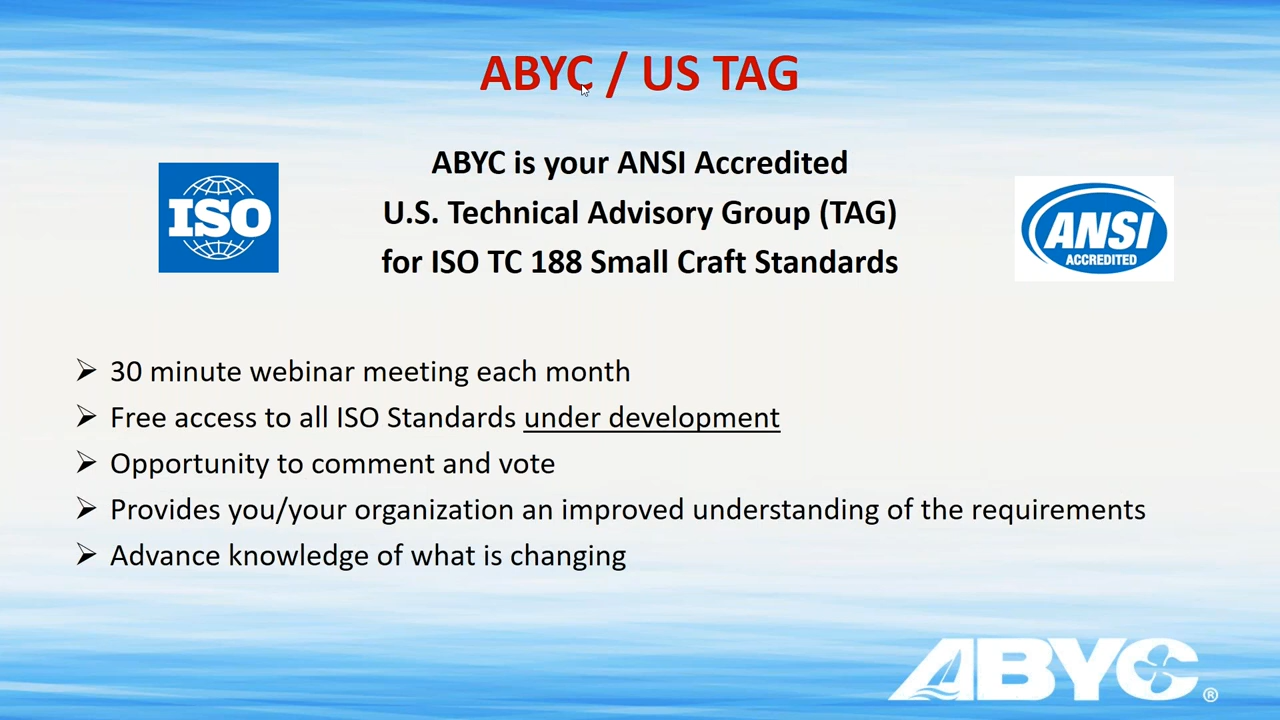 ABYC / US TAG
ABYC is your ANSI Accredited
U.S. Technical Advisory Group (TAG)
for ISO TC 188 Small Craft Standards
ISO
ANSI
ACCREDITED
30 minute webinar meeting each month
Free access to all ISO Standards under development
Opportunity to comment and vote
Provides you/your organization an improved understanding of the requirements
Advance knowledge of what is changing
ABYC®